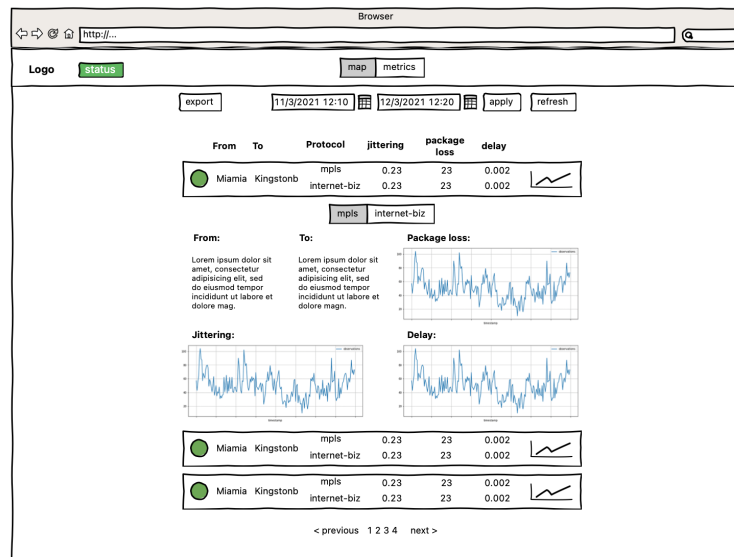 Browser
http://...
Logo status map metrics
export 11/3/2021 12:10 12/3/2021 12:20 apply refresh
From To Protocol jittering package loss delay
Miamia Kingstonb mpls 0.23 23 0.002
internet-biz 0.23 23 0.002
mpls internet-biz
From:
Lorem ipsum dolor sit
amet, consectetur
adipisicing elit, sed
do eiusmod tempor
incididunt ut labore et
dolore mag.
To:
Lorem ipsum dolor sit
amet, consectetur
adipisicing elit, sed
do eiusmod tempor
incididunt ut labore et
dolore magn.
Package loss:
Jittering:
Delay:
Miamia Kingstonb mpls 0.23 23 0.002
internet-biz 0.23 23 0.002
Miamia Kingstonb mpls 0.23 23 0.002
internet-biz 0.23 23 0.002
< previous 1 2 3 4 next >